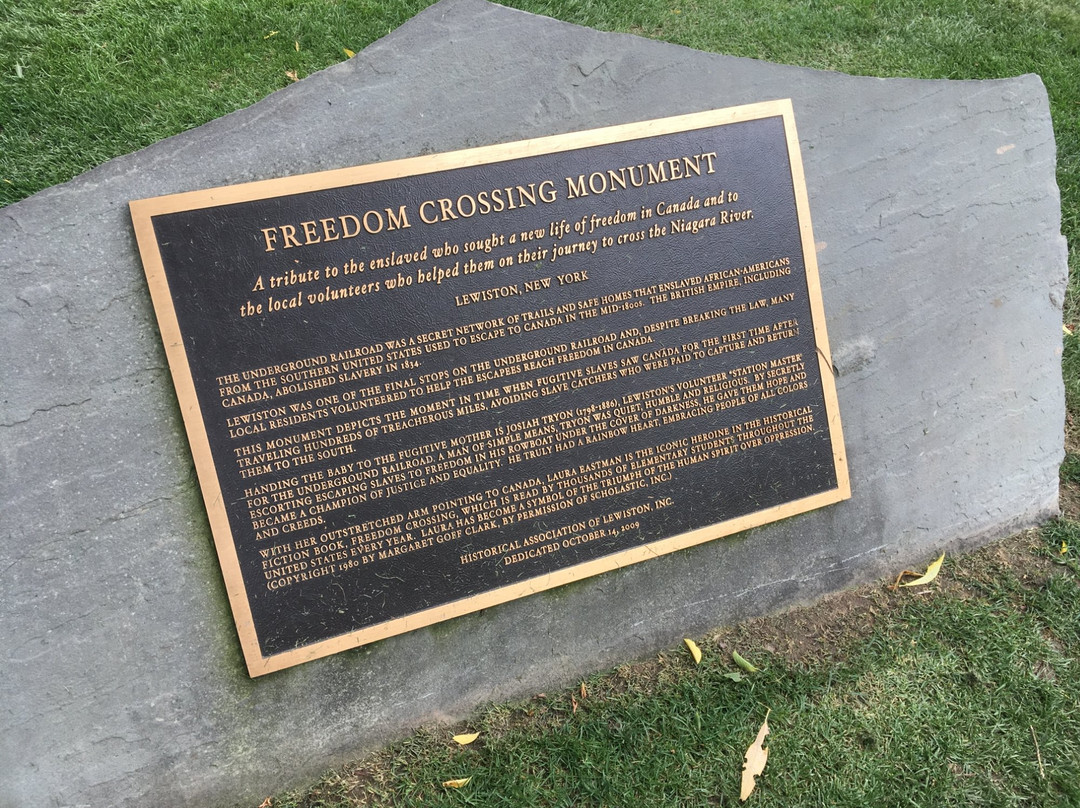 FREEDOM CROSSING MONUMENT
A tribute to the enslaved who sought a new life of freedom in Canada and to
the local volunteers who helped them on their journey to cross the Niagara River.
LEWISTON, NEW YORK
THE UNDERGROUND RAILROAD WAS A SECRET NETWORK OF TRAILS AND SAFE HOMES THAT ENSLAVED AFRICAN-AMERICANS
FROM THE SOUTHERN UNITED STATES USED TO ESCAPE TO CANADA IN THE MID-1800s. THE BRITISH EMPIRE, INCLUDING
CANADA, ABOLISHED SLAVERY IN 1834.
LEWISTON WAS ONE OF THE FINAL STOPS ON THE UNDERGROUND RAILROAD AND, DESPITE BREAKING THE LAW, MANY
LOCAL RESIDENTS VOLUNTEERED TO HELP THE ESCAPEES REACH FREEDOM IN CANADA.
THIS MONUMENT DEPICTS THE MOMENT IN TIME WHEN FUGITIVE SLAVES SAW CANADA FOR THE FIRST TIME AFTER
TRAVELING HUNDREDS OF TREACHEROUS MILES, AVOIDING SLAVE CATCHERS WHO WERE PAID TO CAPTURE AND RETURN
THEM TO THE SOUTH.
HANDING THE BABY TO THE FUGITIVE MOTHER IS JOSIAH TRYON (1798-1886), LEWISTON'S VOLUNTEER "STATION MASTER"
FOR THE UNDERGROUND RAILROAD. A MAN OF SIMPLE MEANS, TRYON WAS QUIET, HUMBLE AND RELIGIOUS. BY SECRETLY
ESCORTING ESCAPING SLAVES TO FREEDOM IN HIS ROWBOAT UNDER THE COVER OF DARKNESS, HE GAVE THEM HOPE AND
BECAME A CHAMPION OF JUSTICE AND EQUALITY. HE TRULY HAD A RAINBOW HEART, EMBRACING PEOPLE OF ALL COLORS
AND CREEDS.
WITH HER OUTSTRETCHED ARM POINTING TO CANADA, LAURA EASTMAN IS THE ICONIC HEROINE IN THE HISTORICAL
FICTION BOOK, FREEDOM CROSSING, WHICH IS READ BY THOUSANDS OF ELEMENTARY STUDENTS THROUGHOUT THE
UNITED STATES EVERY YEAR. LAURA HAS BECOME A SYMBOL OF THE TRIUMPH OF THE HUMAN SPIRIT OVER OPPRESSION.
(COPYRIGHT 1980 BY MARGARET GOFF CLARK, BY PERMISSION OF SCHOLASTIC, INC.)
HISTORICAL ASSOCIATION OF LEWISTON, INC.
DEDICATED OCTOBER 14, 2009